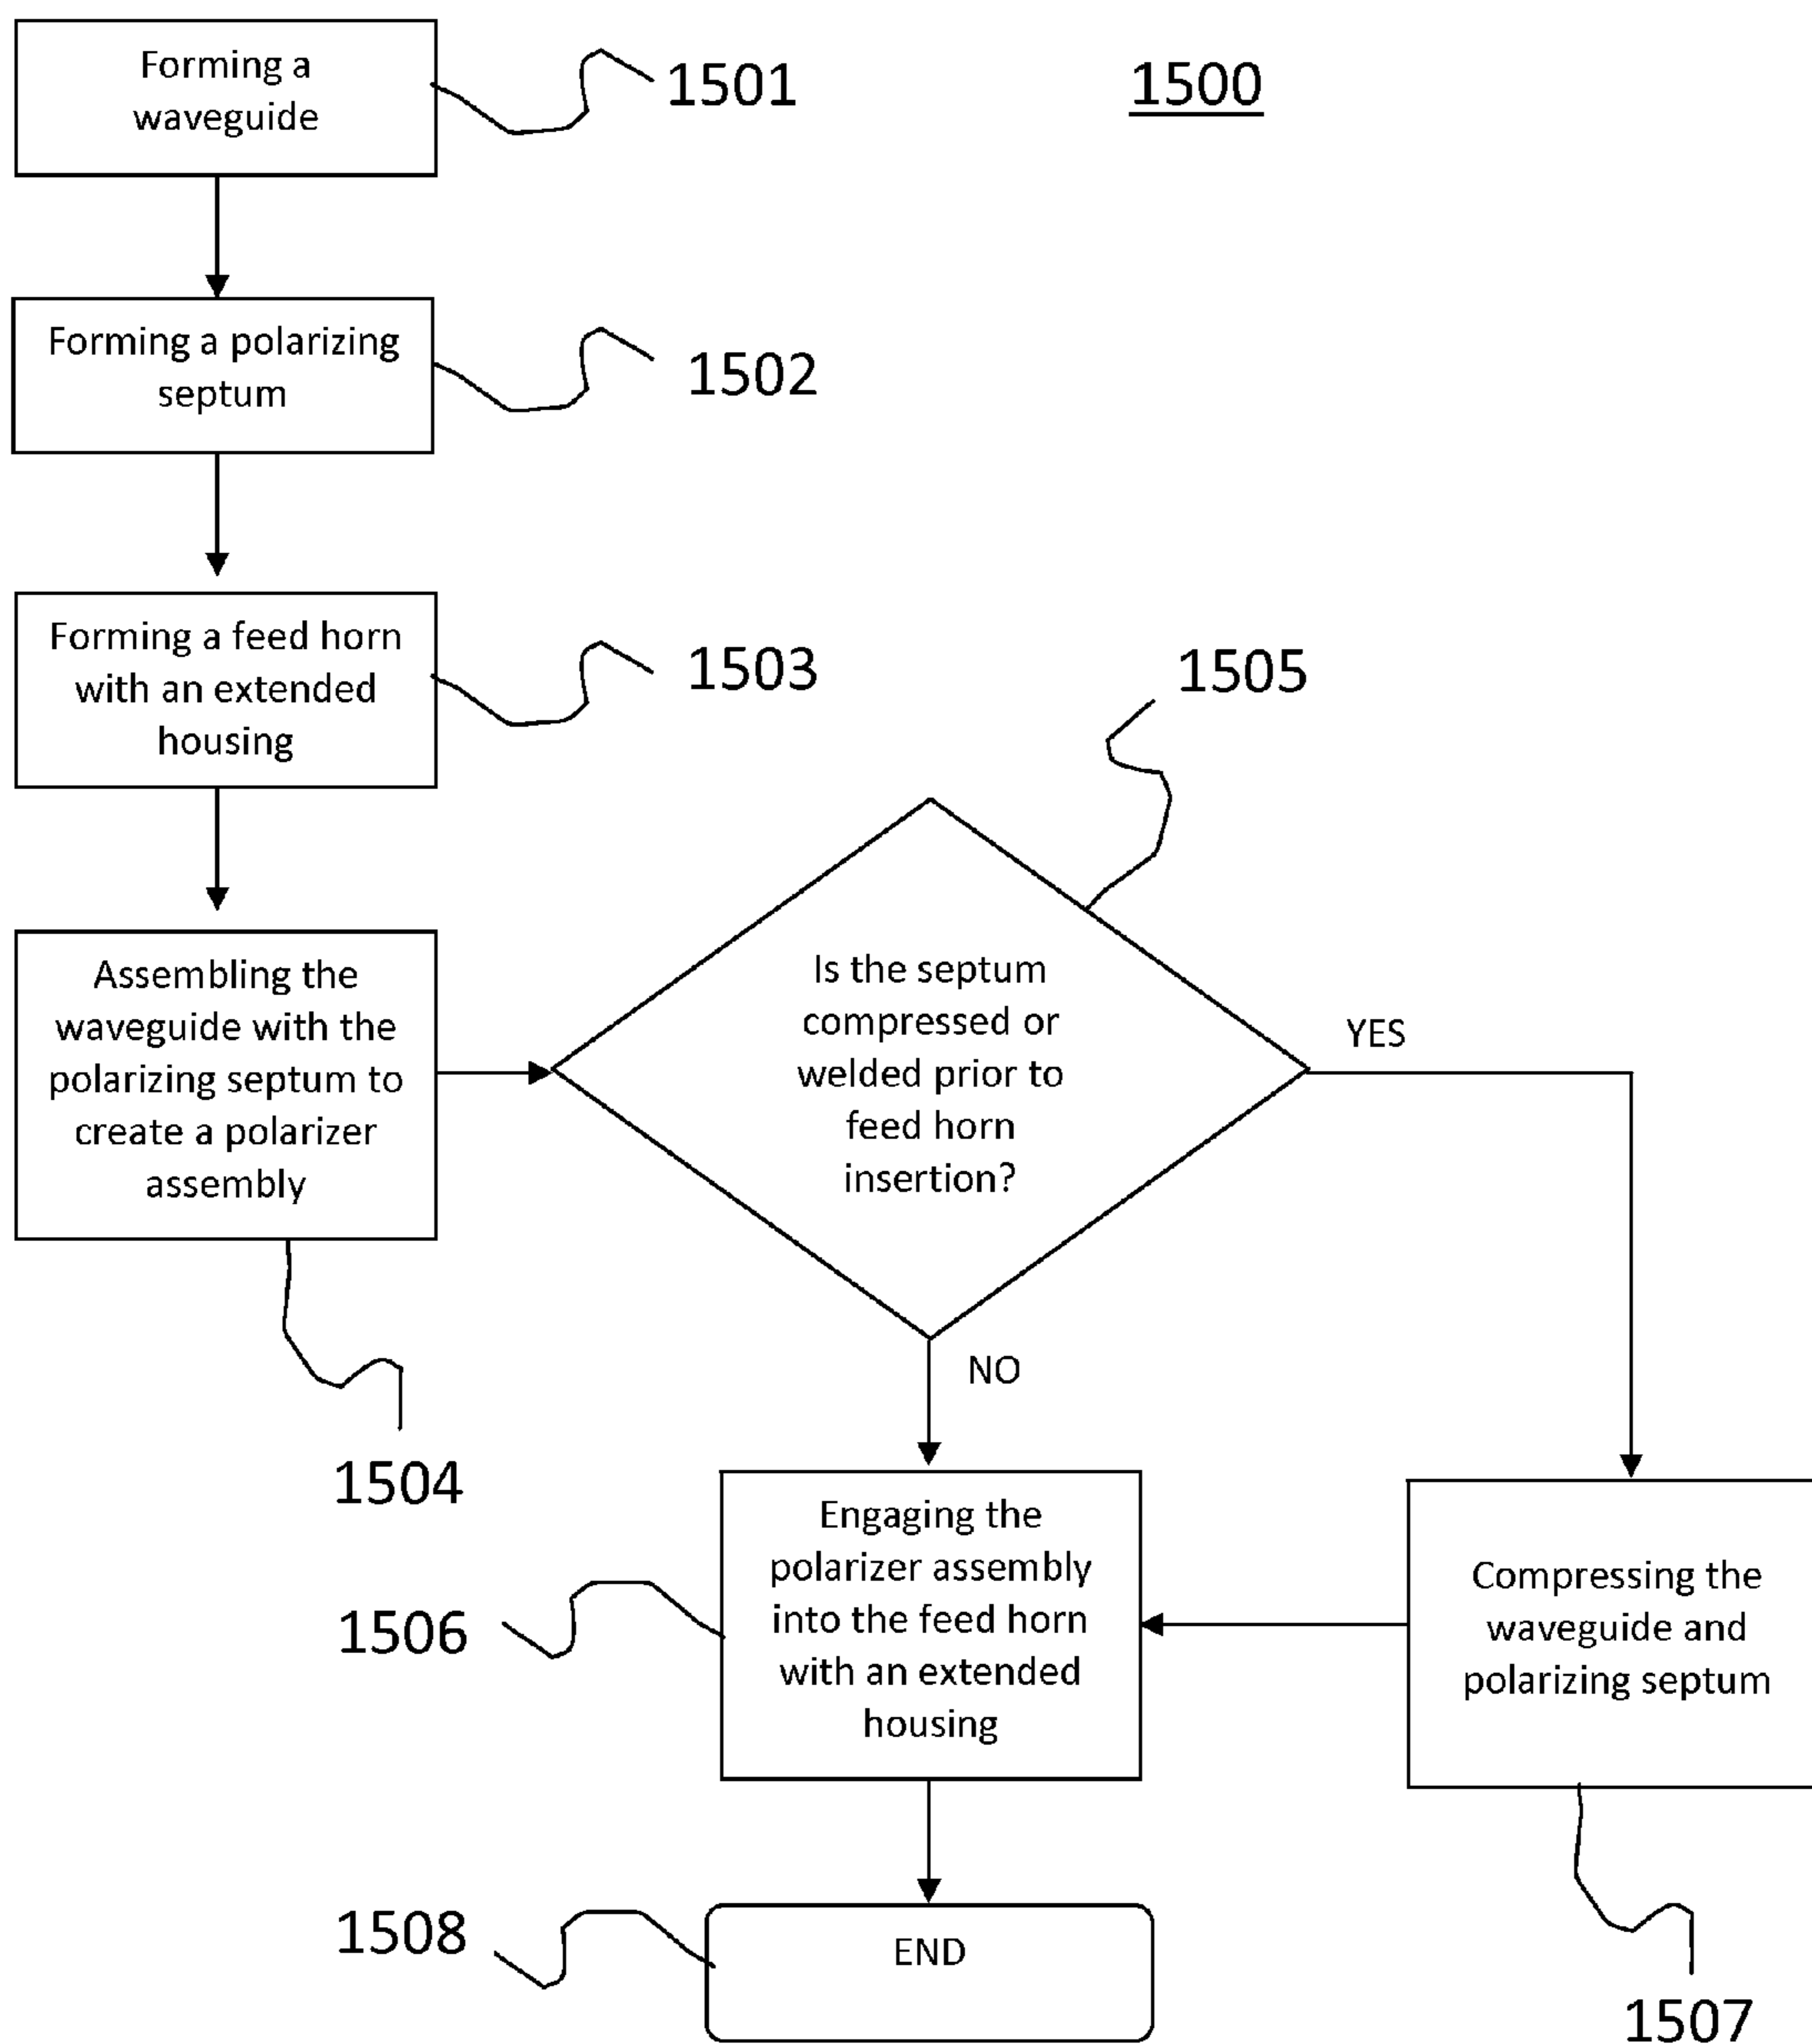 Forming a
waveguide
1501
1500
Forming a polarizing
septum
1502
Forming a feed horn
with an extended
housing
1503
1505
Assembling the
waveguide with the
polarizing septum to
create a polarizer
assembly
1504
Is the septum
compressed or
welded prior to
feed horn
insertion?
YES
NO
Engaging the
polarizer assembly
into the feed horn
with an extended
housing
1506
Compressing the
waveguide and
polarizing septum
1507
END
1508